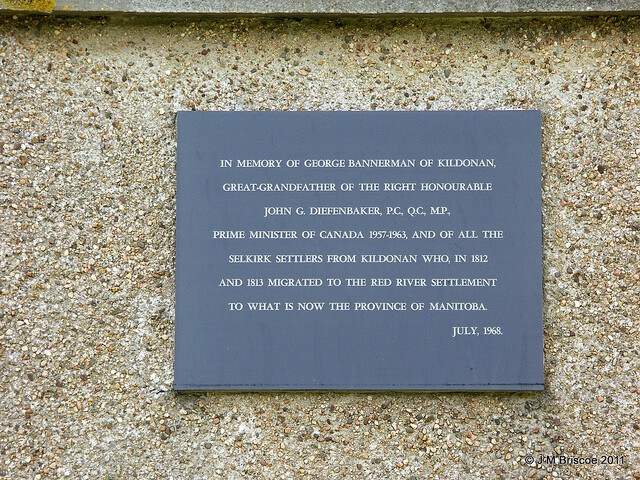 IN MEMORY OF GEORGE BANNERMAN OF KILDONAN,
GREAT-GRANDFATHER OF THE RIGHT HONOURABLE
JOHN G. DIEFENBAKER, P.C., Q.C., M.P.,
PRIME MINISTER OF CANADA 1957-1963, AND OF ALL THE
SELKIRK SETTLERS FROM KILDONAN WHO, IN 1812
AND 1813 MIGRATED TO THE RED RIVER SETTLEMENT
TO WHAT IS NOW THE PROVINCE OF MANITOBA.
JULY, 1968.
© J M Briscoe 2011